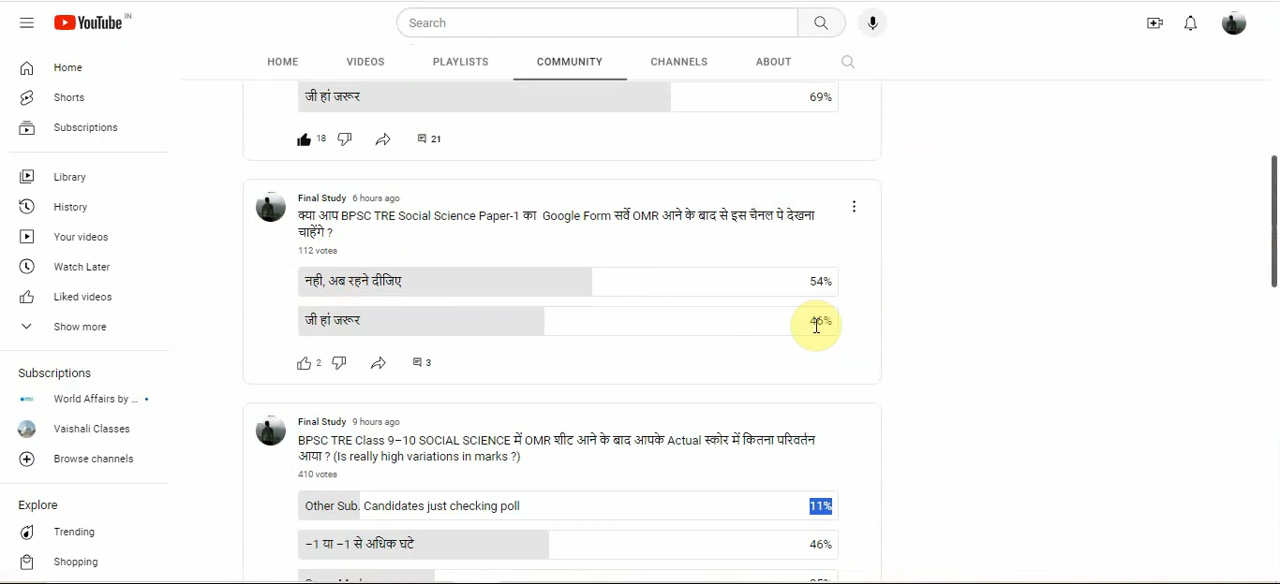 YouTube IN
Search
HOME VIDEOS PLAYLISTS COMMUNITY CHANNELS ABOUT
Home
Shorts
Subscriptions
Library
History
Your videos
Watch Later
Liked videos
Show more
Subscriptions
World Affairs by ...
Vaishali Classes
Browse channels
Explore
Trending
Shopping
जी हां जरूर 69%
18 21
Final Study 6 hours ago
क्या आप BPSC TRE Social Science Paper-1 का Google Form सर्वे OMR आने के बाद से इस चैनल पे देखना
चाहेंगे ?
112 votes
नही, अब रहने दीजिए 54%
जी हां जरूर 46%
2 3
Final Study 9 hours ago
BPSC TRE Class 9–10 SOCIAL SCIENCE में OMR शीट आने के बाद आपके Actual स्कोर में कितना परिवर्तन
आया ? (Is really high variations in marks ?)
410 votes
Other Sub. Candidates just checking poll 11%
–1 या –1 से अधिक घटे 46%